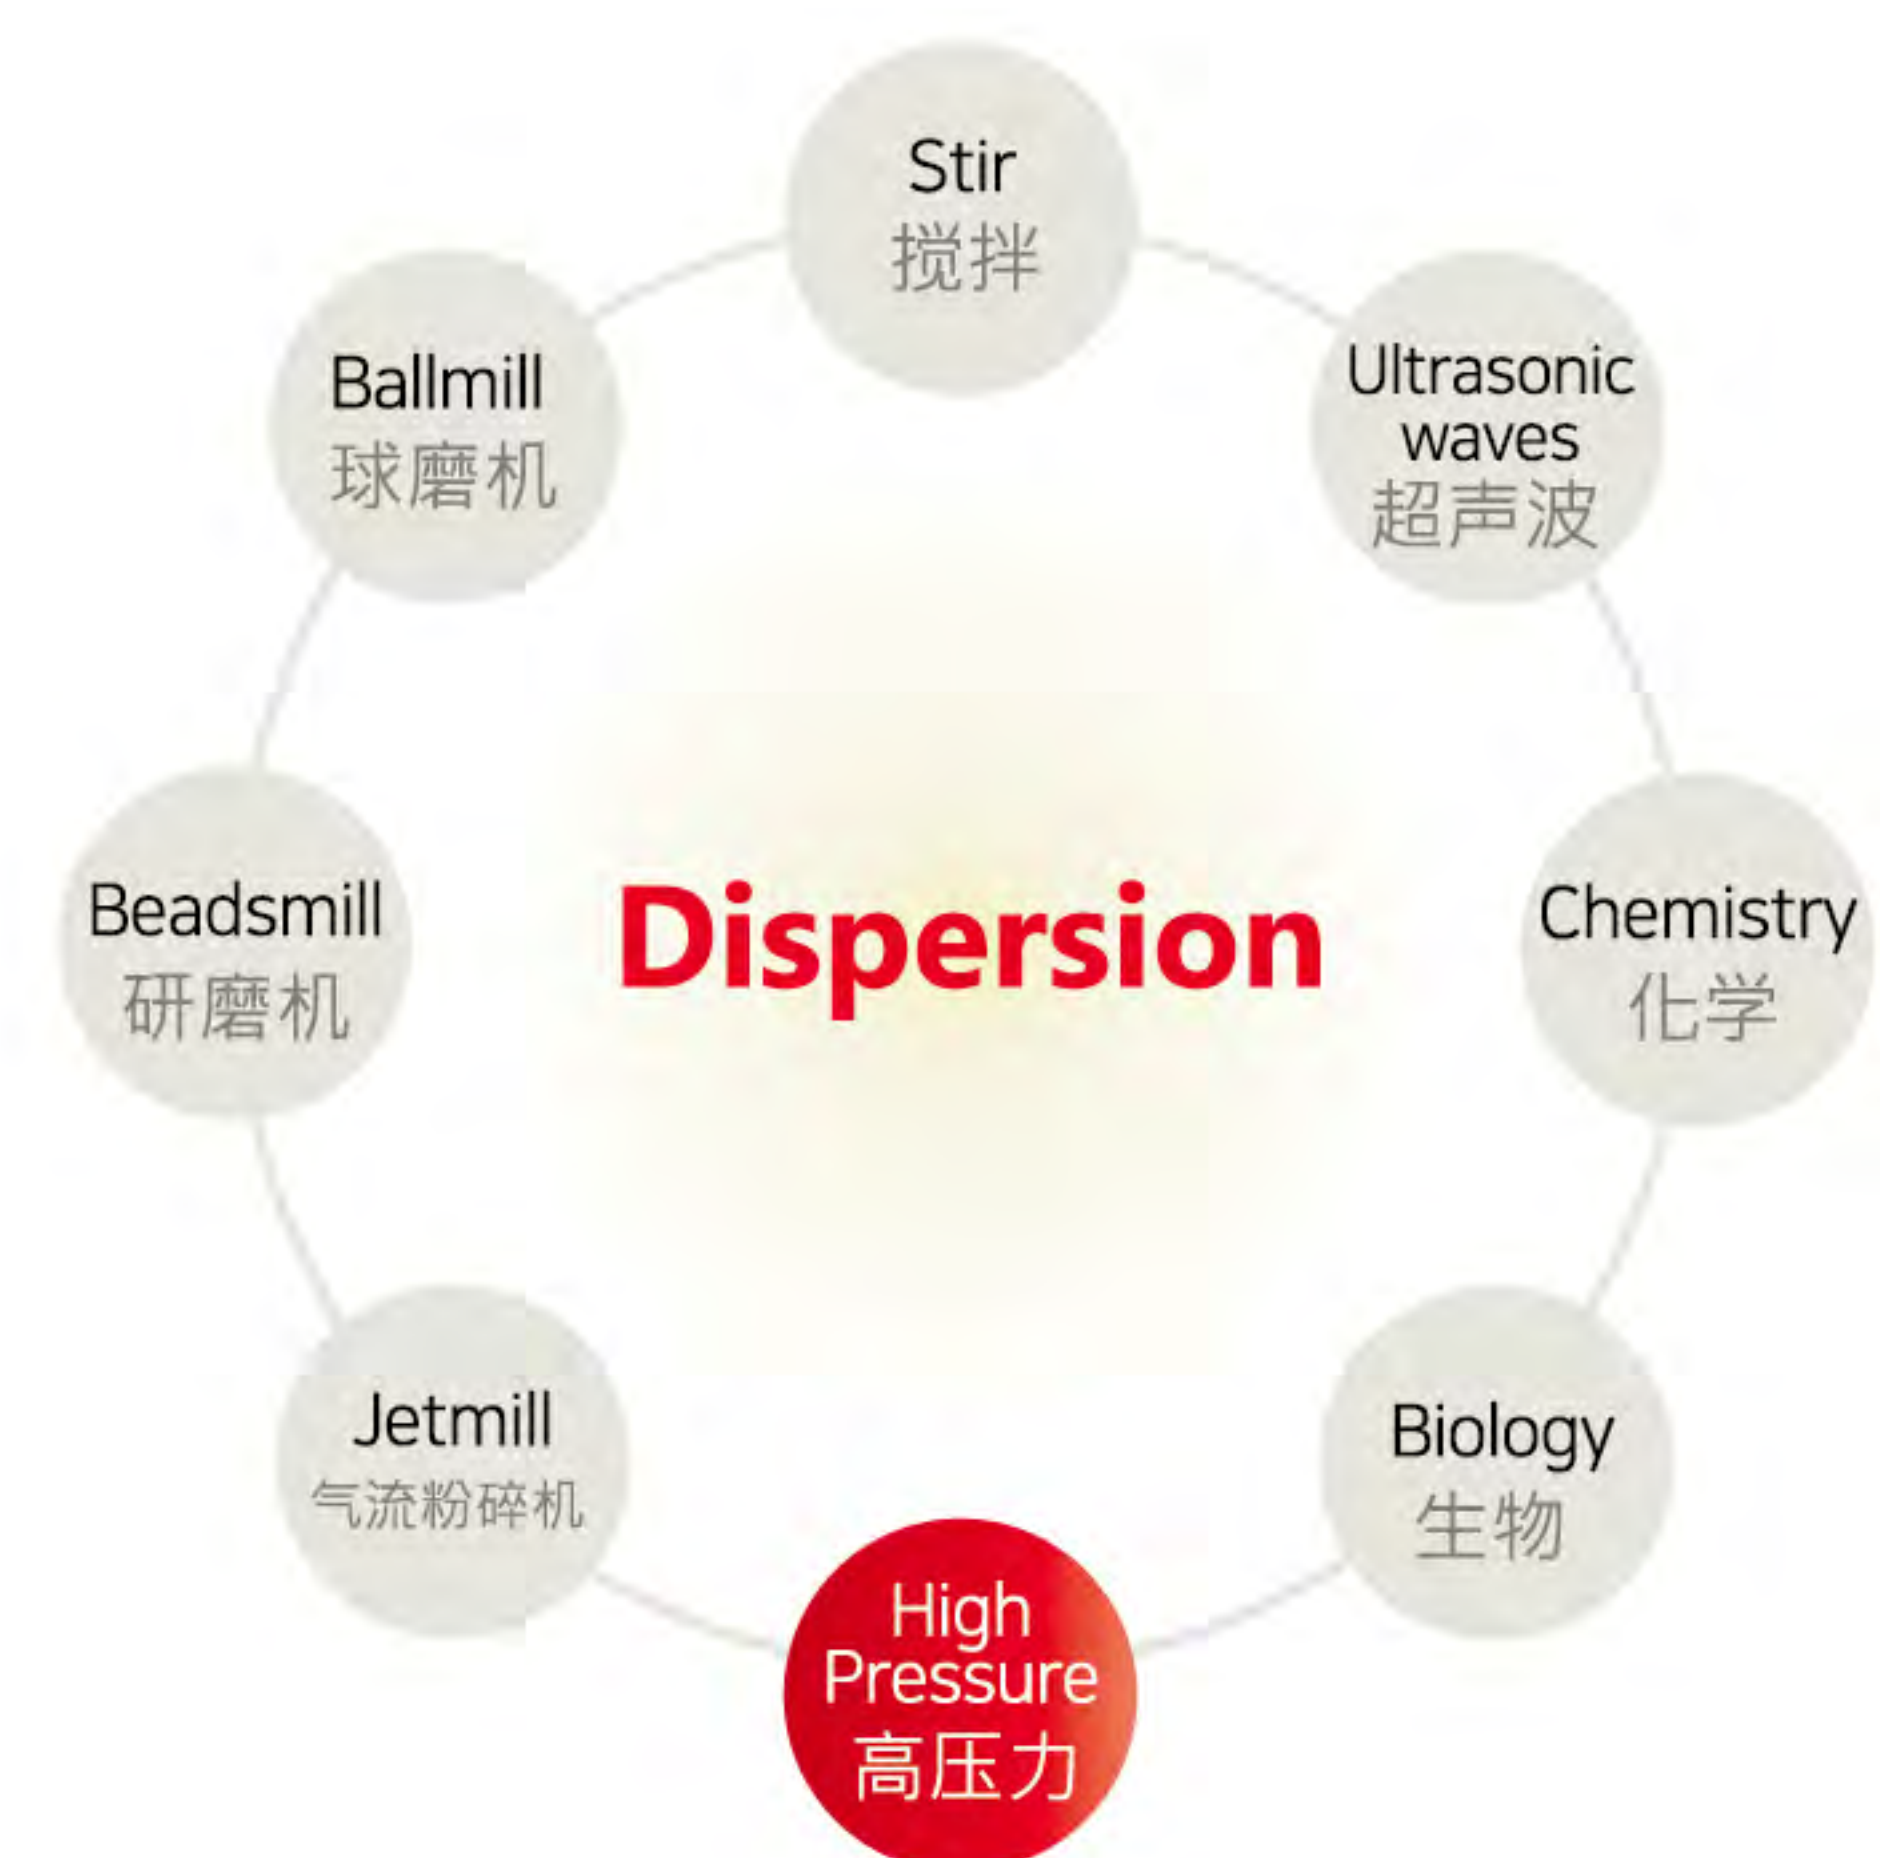 Stir
搅拌
Ultrasonic
waves
超声波
Chemistry
化学
Biology
生物
High
Pressure
高压力
Jetmill
气流粉碎机
Beadsmill
研磨机
Ballmill
球磨机
Dispersion